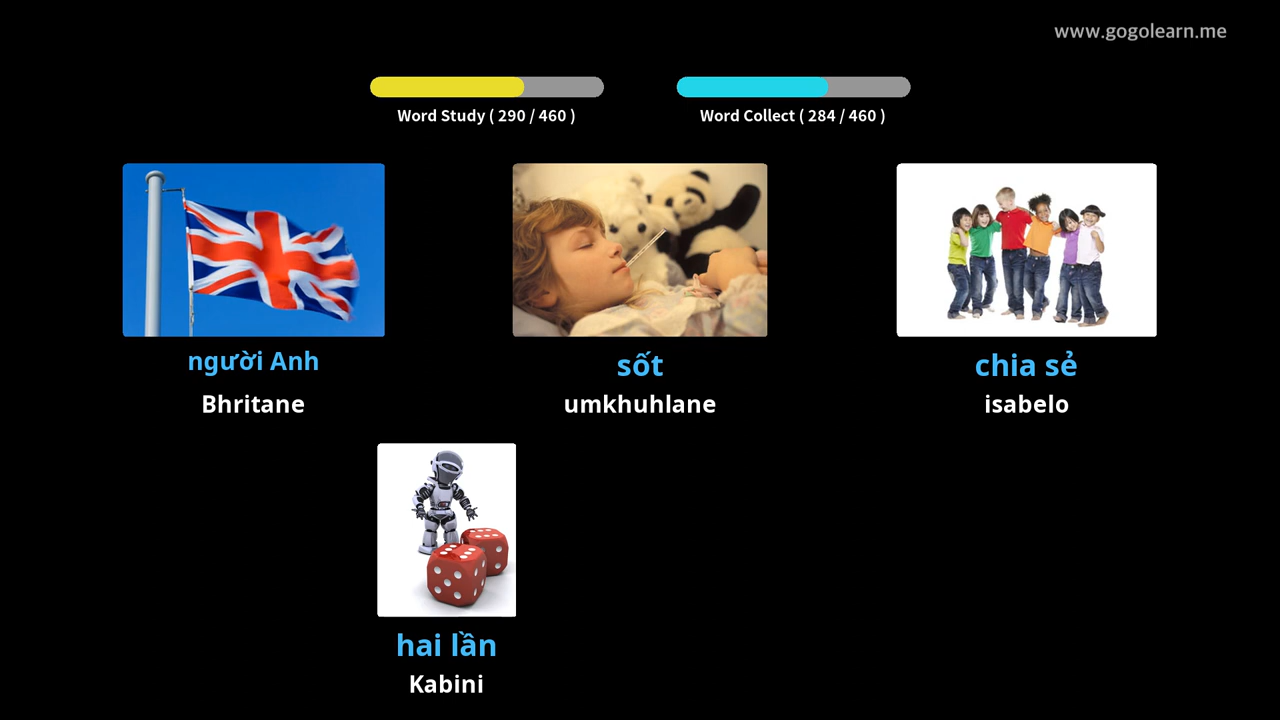 www.gogolearn.me
Word Study ( 290 / 460 )
Word Collect ( 284 / 460 )
người Anh
Bhritane
sốt
umkhuhlane
chia sẻ
isabelo
hai lần
Kabini